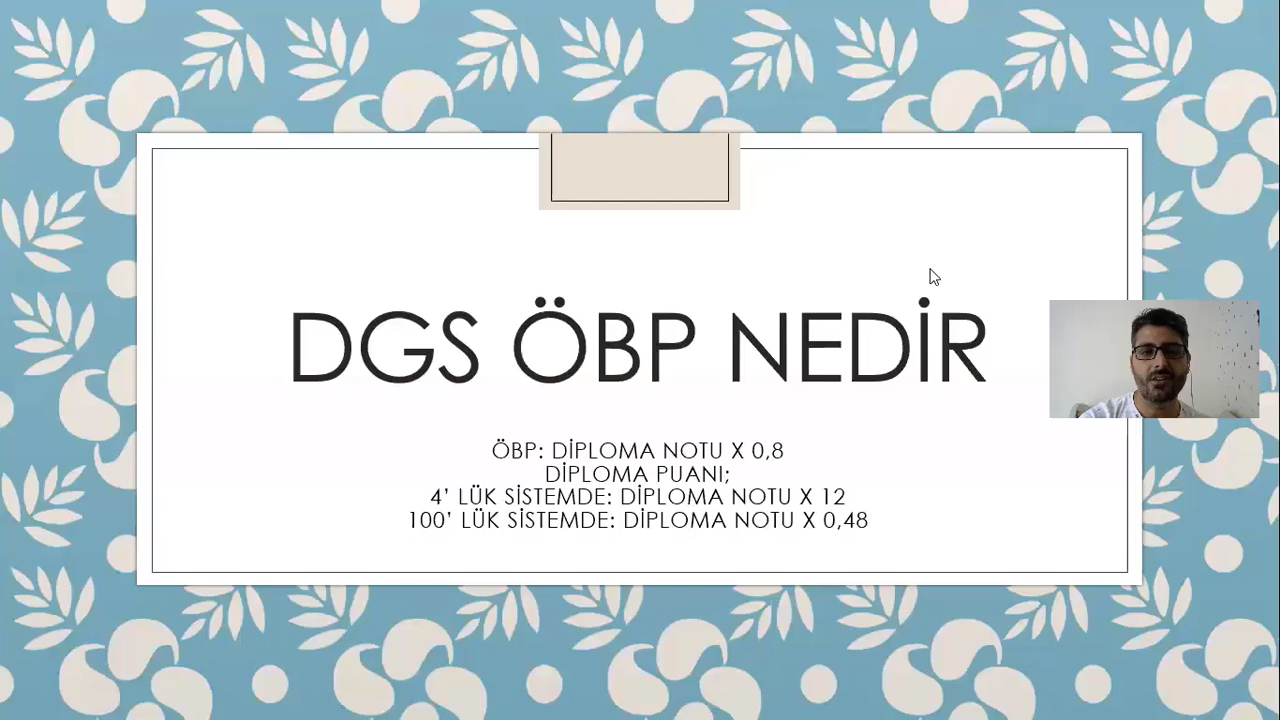 DGS ÖBP NEDİR
ÖBP: DİPLOMA NOTU X 0,8
DİPLOMA PUANI;
4' LÜK SİSTEMDE: DİPLOMA NOTU X 12
100' LÜK SİSTEMDE: DİPLOMA NOTU X 0,48